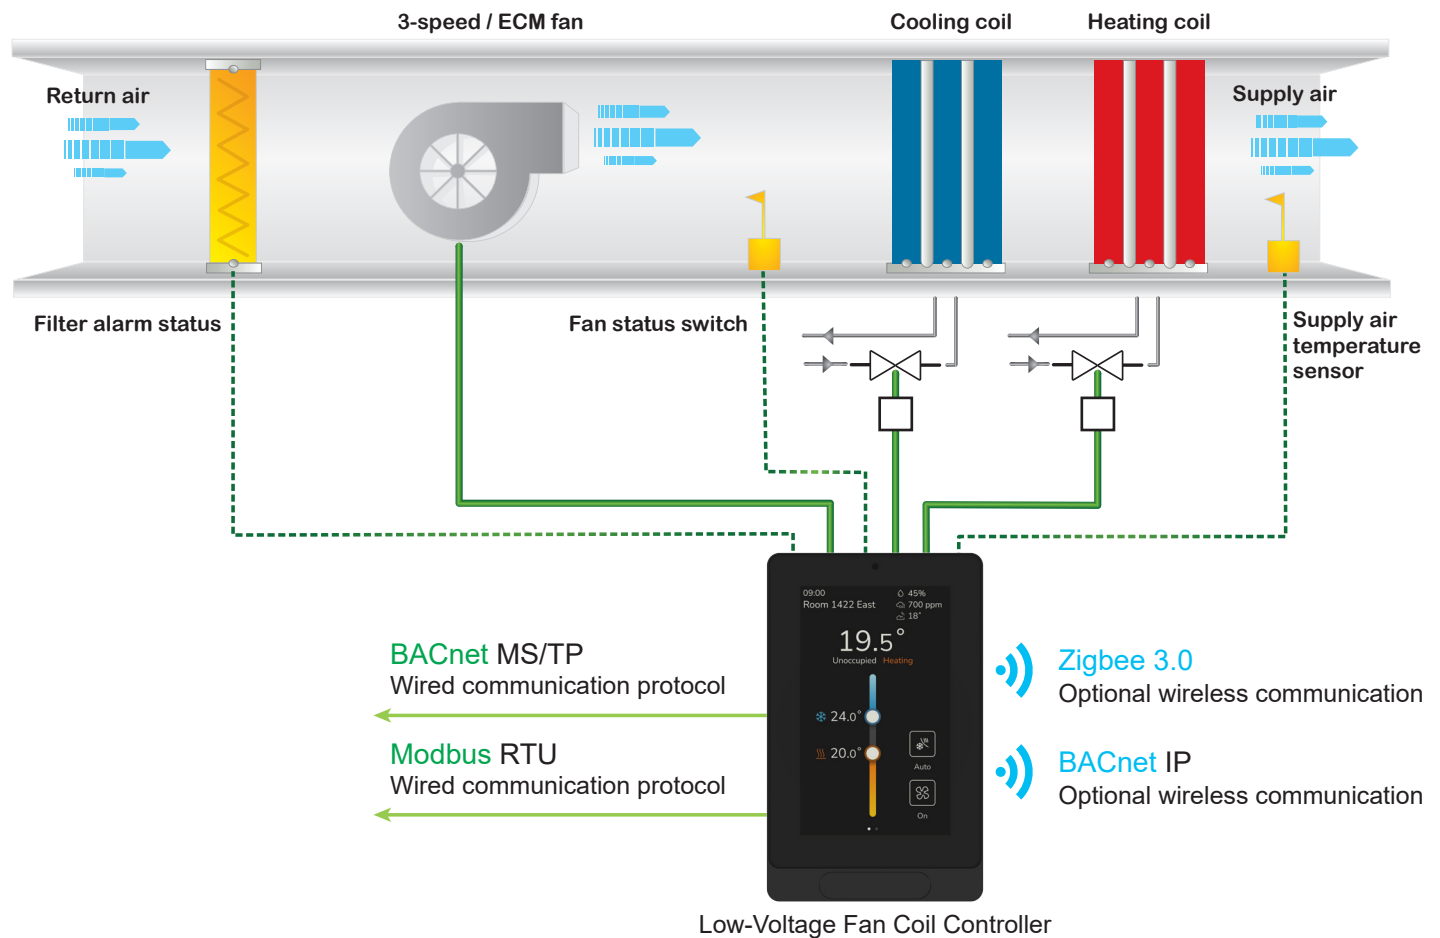 3-speed / ECM fan
Cooling coil
Heating coil
Return air
Supply air
Filter alarm status
Fan status switch
Supply air
temperature
sensor
09:00
Room 1422 East
45%
700 ppm
18°
19.5°
Unoccupied Heating
24.0°
20.0°
Auto
On
BACnet MS/TP
Wired communication protocol
Modbus RTU
Wired communication protocol
Zigbee 3.0
Optional wireless communication
BACnet IP
Optional wireless communication
Low-Voltage Fan Coil Controller